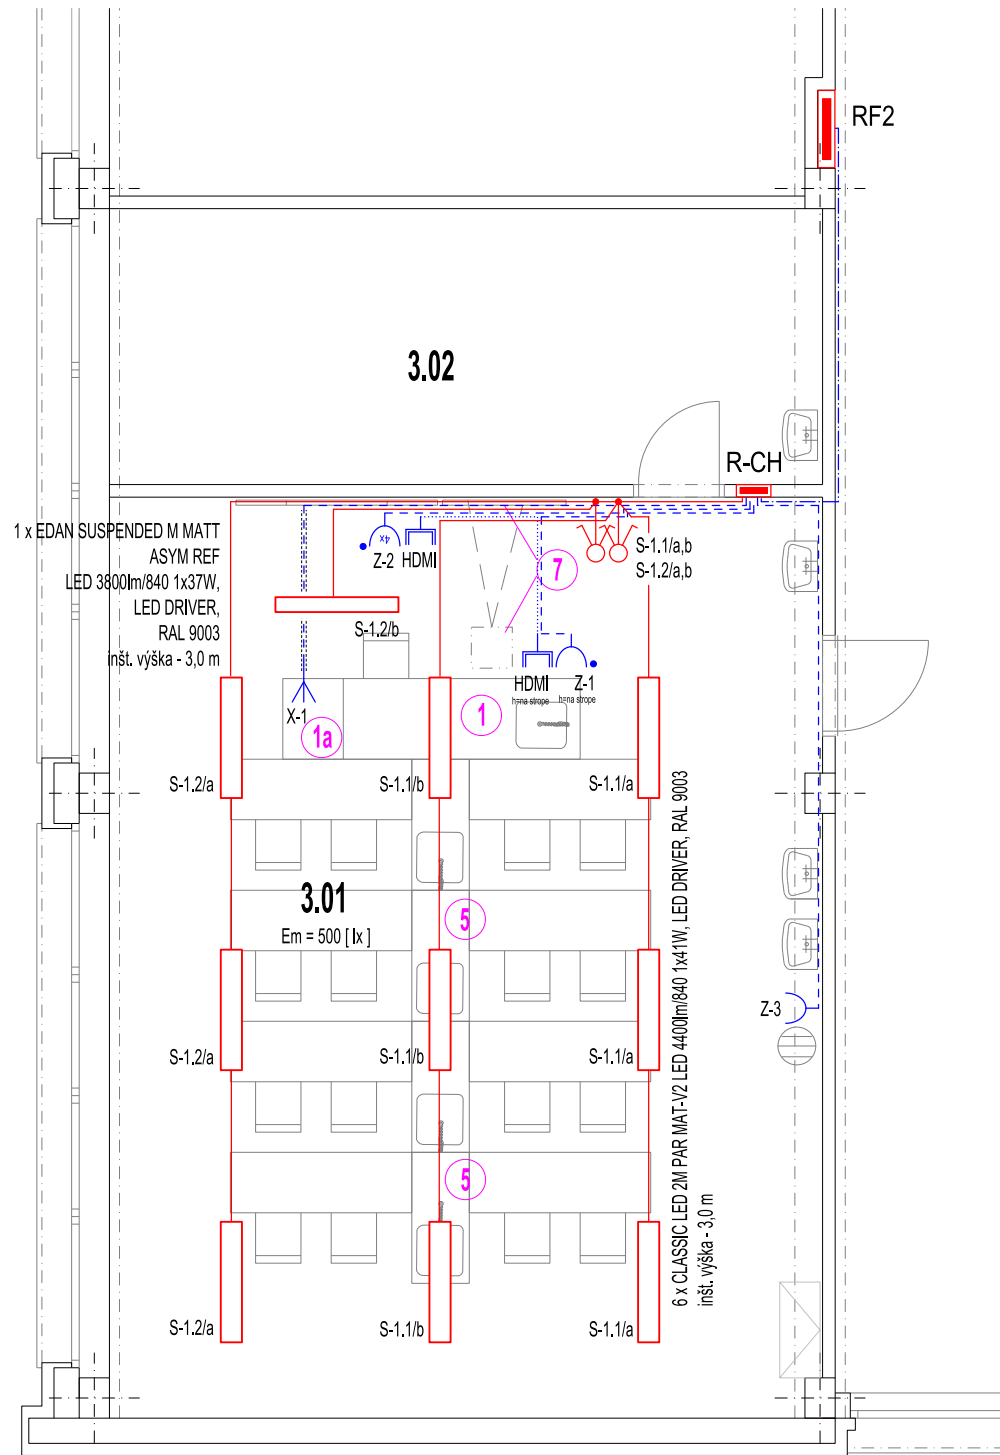 RF2
3.02
R-CH
1 x EDAN SUSPENDED M MATT
ASYM REF
LED 3800lm/840 1x37W,
LED DRIVER,
RAL 9003
inšt. výška - 3,0 m
4x
Z-2
HDMI
S-1.1/a,b
S-1.2/a,b
7
S-1.2/b
HDMI
h=na strope
Z-1
h=na strope
X-1
1a
1
S-1.2/a
S-1.1/b
S-1.1/a
3.01
Em = 500 [ lx ]
5
6 x CLASSIC LED 2M PAR MAT-V2 LED 4400lm/840 1x41W, LED DRIVER, RAL 9003
inšt. výška - 3,0 m
Z-3
S-1.2/a
S-1.1/b
S-1.1/a
5
S-1.2/a
S-1.1/b
S-1.1/a